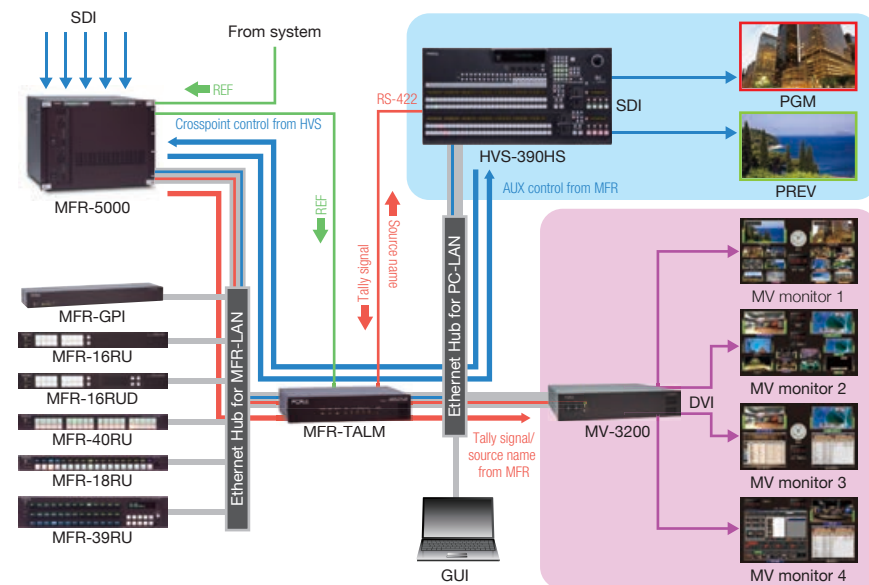 SDI
From system
REF
Crosspoint control from HVS
MFR-5000
RS-422
SDI
HVS-390HS
PGM
PREV
AUX control from MFR
REF
Tally signal
Source name
Ethernet Hub for PC-LAN
Ethernet Hub for MFR-LAN
MFR-GPI
MFR-16RU
MFR-16RUD
MFR-40RU
MFR-18RU
MFR-39RU
MFR-TALM
Tally signal/
source name
from MFR
MV-3200
DVI
MV monitor 1
MV monitor 2
MV monitor 3
MV monitor 4
GUI